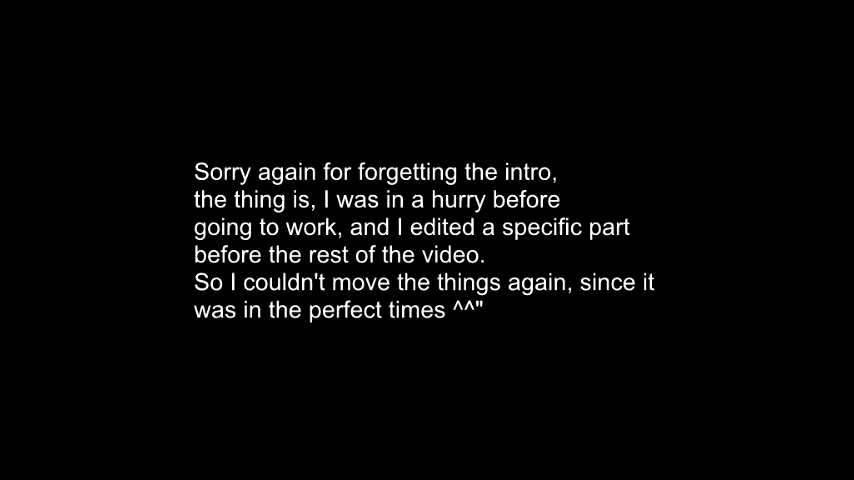 Sorry again for forgetting the intro,
the thing is, I was in a hurry before
going to work, and I edited a specific part
before the rest of the video.
So I couldn't move the things again, since it
was in the perfect times ^^"